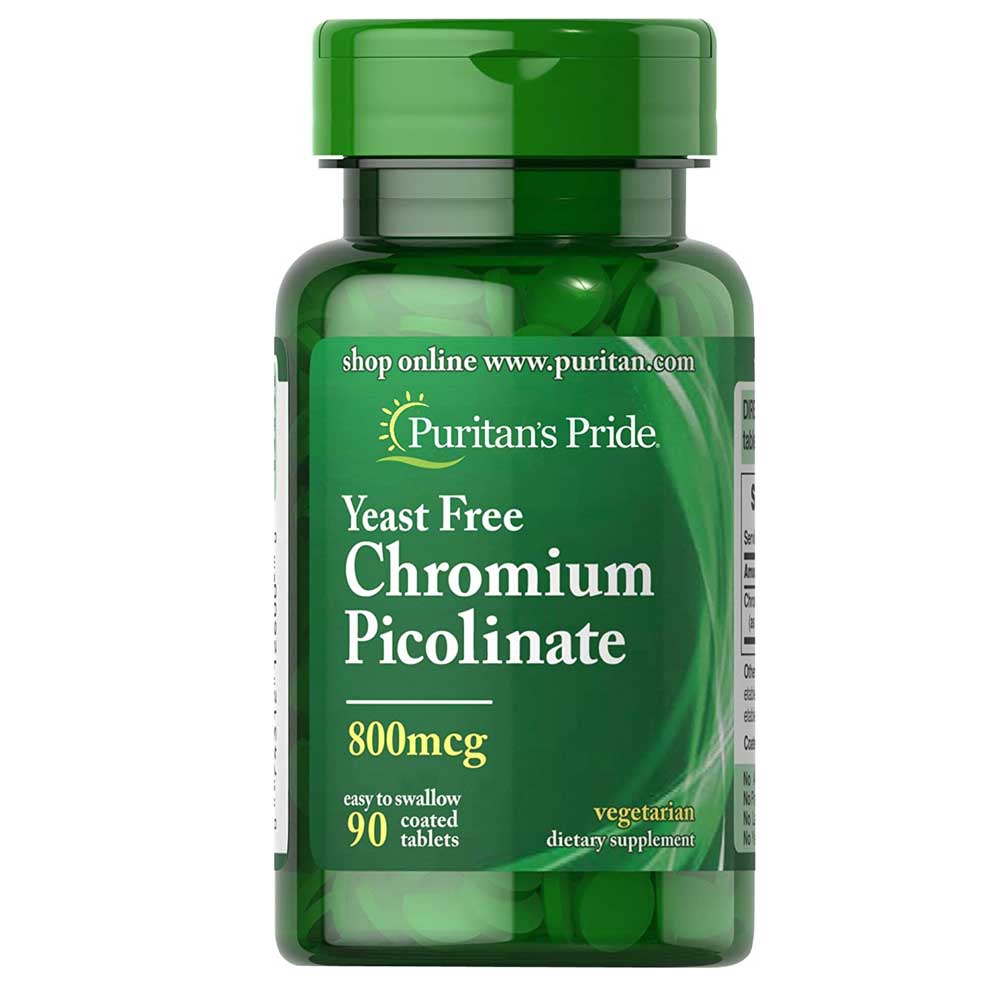 shop online www.puritan.com
Puritan's Pride®
Yeast Free
Chromium
Picolinate
800mcg
easy to swallow
90 coated
tablets
vegetarian
dietary supplement